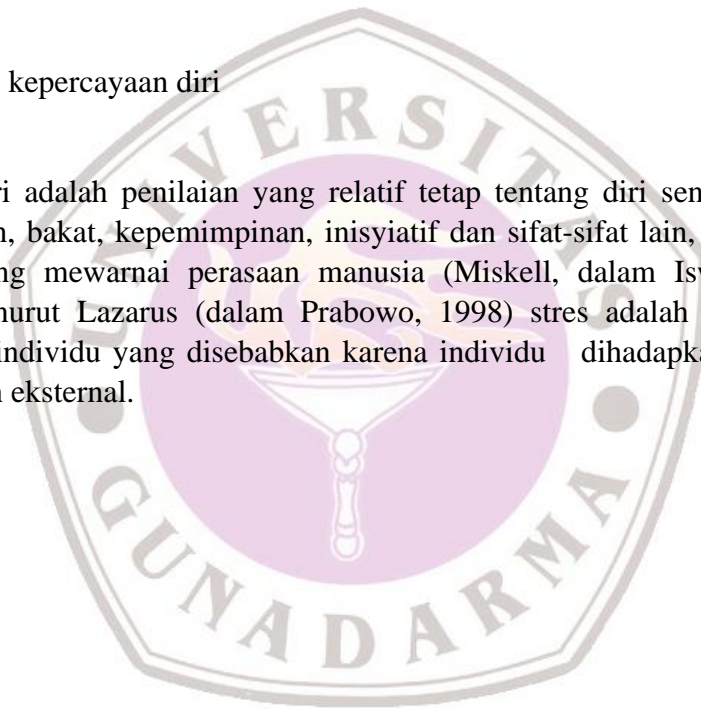 kepercayaan diri
ri adalah penilaian yang relatif tetap tentang diri sen
n, bakat, kepemimpinan, inisyiatif dan sifat-sifat lain,
ng mewarnai perasaan manusia (Miskell, dalam Isw
nurut Lazarus (dalam Prabowo, 1998) stres adalah
individu yang disebabkan karena individu dihadapka
n eksternal.
UNIVERSITAS
GUNADARMA